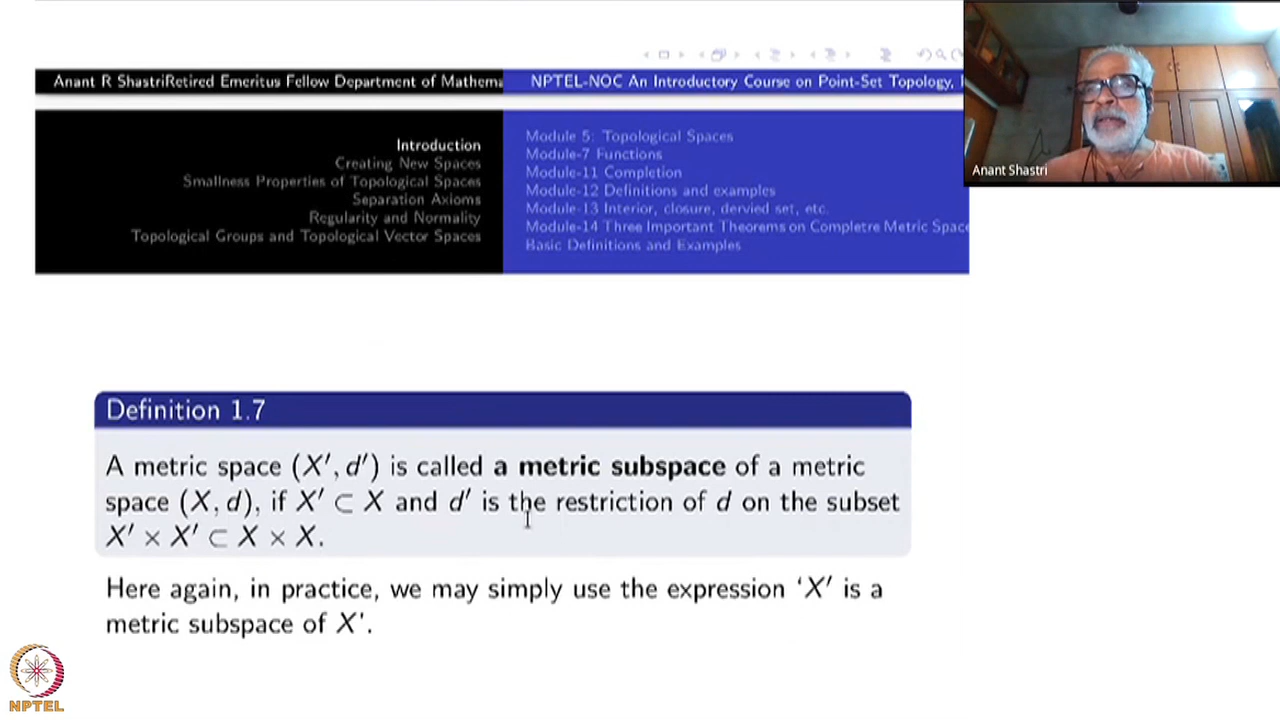 Anant R ShastriRetired Emeritus Fellow Department of Mathema
NPTEL-NOC An Introductory Course on Point-Set Topology,
Introduction
Creating New Spaces
Smallness Properties of Topological Spaces
Separation Axioms
Regularity and Normality
Topological Groups and Topological Vector Spaces
Module 5: Topological Spaces
Module-7 Functions
Module-11 Completion
Module-12 Definitions and examples
Module-13 Interior, closure, dervied set, etc.
Module-14 Three Important Theorems on Completre Metric Space
Basic Definitions and Examples
Anant Shastri
Definition 1.7
A metric space (X′, d′) is called a metric subspace of a metric
space (X, d), if X′ ⊂ X and d′ is the restriction of d on the subset
X′ × X′ ⊂ X × X.
Here again, in practice, we may simply use the expression ‘X′ is a
metric subspace of X’.
NPTEL